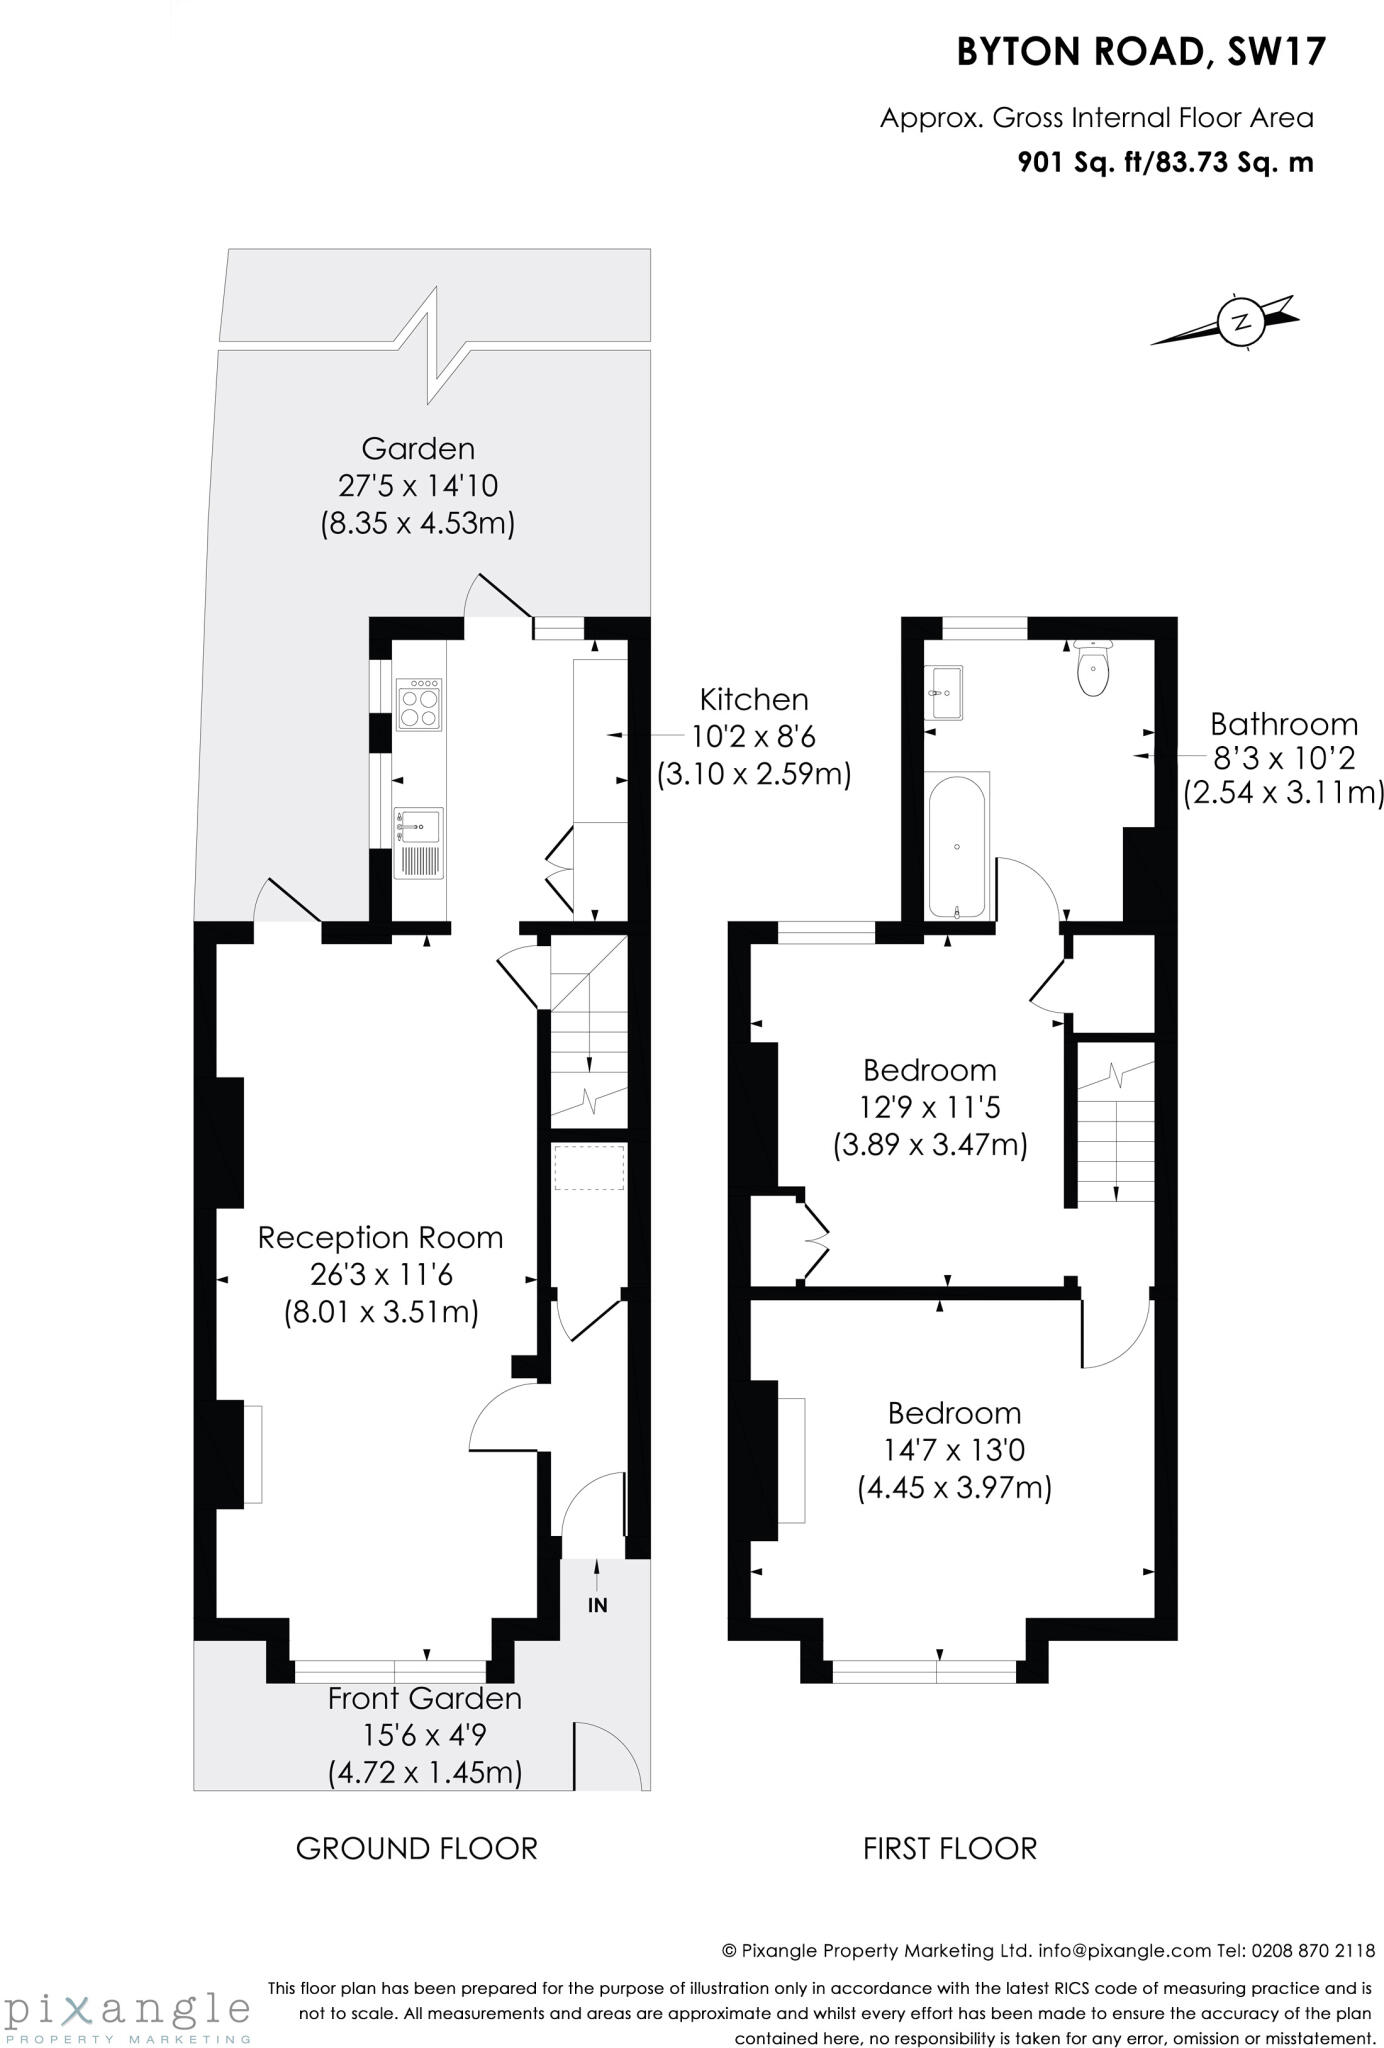 BYTON ROAD, SW17
Approx. Gross Internal Floor Area
901 Sq. ft/83.73 Sq. m
N
Garden
27'5 x 14'10
(8.35 x 4.53m)
Kitchen
10'2 x 8'6
(3.10 x 2.59m)
Bathroom
8’3 x 10’2
(2.54 x 3.11m)
Bedroom
12'9 x 11'5
(3.89 x 3.47m)
Reception Room
26'3 x 11'6
(8.01 x 3.51m)
Bedroom
14'7 x 13'0
(4.45 x 3.97m)
IN
Front Garden
15'6 x 4'9
(4.72 x 1.45m)
GROUND FLOOR
FIRST FLOOR
© Pixangle Property Marketing Ltd. info@pixangle.com Tel: 0208 870 2118
This floor plan has been prepared for the purpose of illustration only in accordance with the latest RICS code of measuring practice and is
not to scale. All measurements and areas are approximate and whilst every effort has been made to ensure the accuracy of the plan
contained here, no responsibility is taken for any error, omission or misstatement.
pixangle
PROPERTY MARKETING